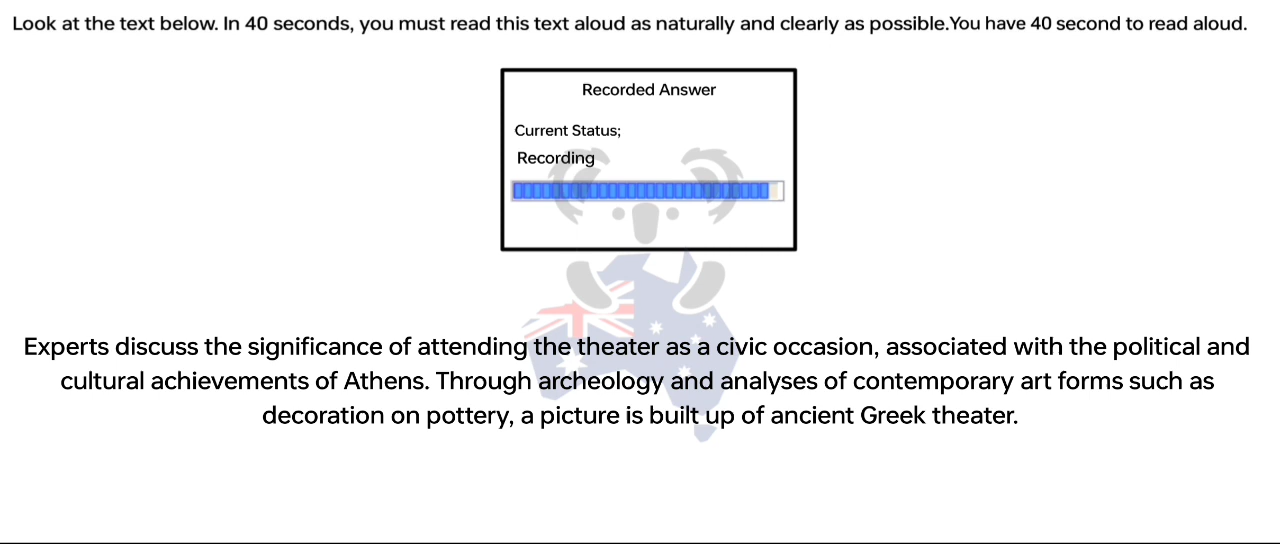 Look at the text below. In 40 seconds, you must read this text aloud as naturally and clearly as possible.You have 40 second to read aloud.
Recorded Answer
Current Status;
Recording
Experts discuss the significance of attending the theater as a civic occasion, associated with the political and
cultural achievements of Athens. Through archeology and analyses of contemporary art forms such as
decoration on pottery, a picture is built up of ancient Greek theater.